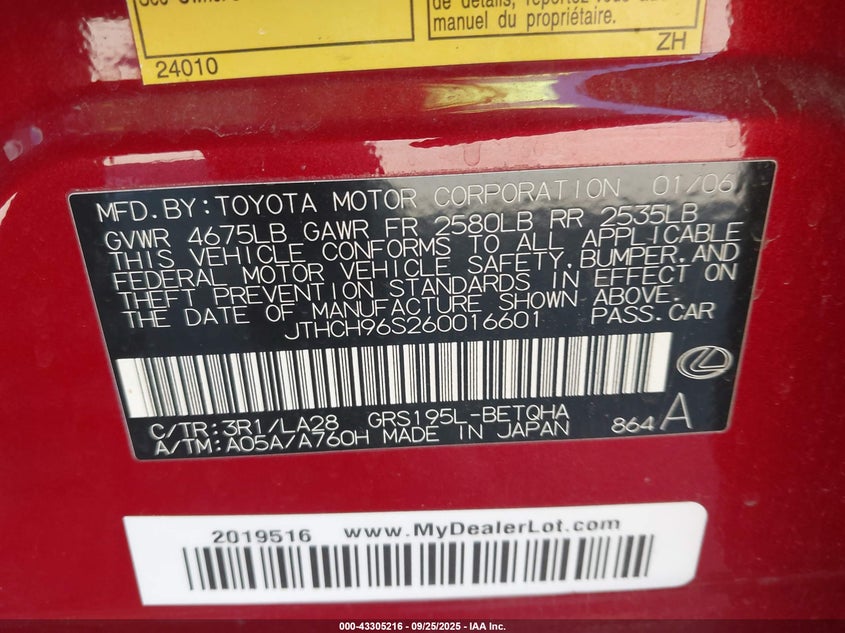 de détails, reportez-vous au
manuel du propriétaire.
24010
ZH
MFD.BY:TOYOTA MOTOR CORPORATION 01/06
GVWR 4675LB GAWR FR 2580LB RR 2535LB
THIS VEHICLE CONFORMS TO ALL APPLICABLE
FEDERAL MOTOR VEHICLE SAFETY,BUMPER,AND
THEFT PREVENTION STANDARDS IN EFFECT ON
THE DATE OF MANUFACTURE SHOWN ABOVE.
JTHCH96S260016601 PASS.CAR
C/TR:3R1/LA28 GRS195L-BETQHA
A/TM:A05A/A760H MADE IN JAPAN 864A
2019516 www.MyDealerLot.com
000-43305216 - 09/25/2025 - IAA Inc.